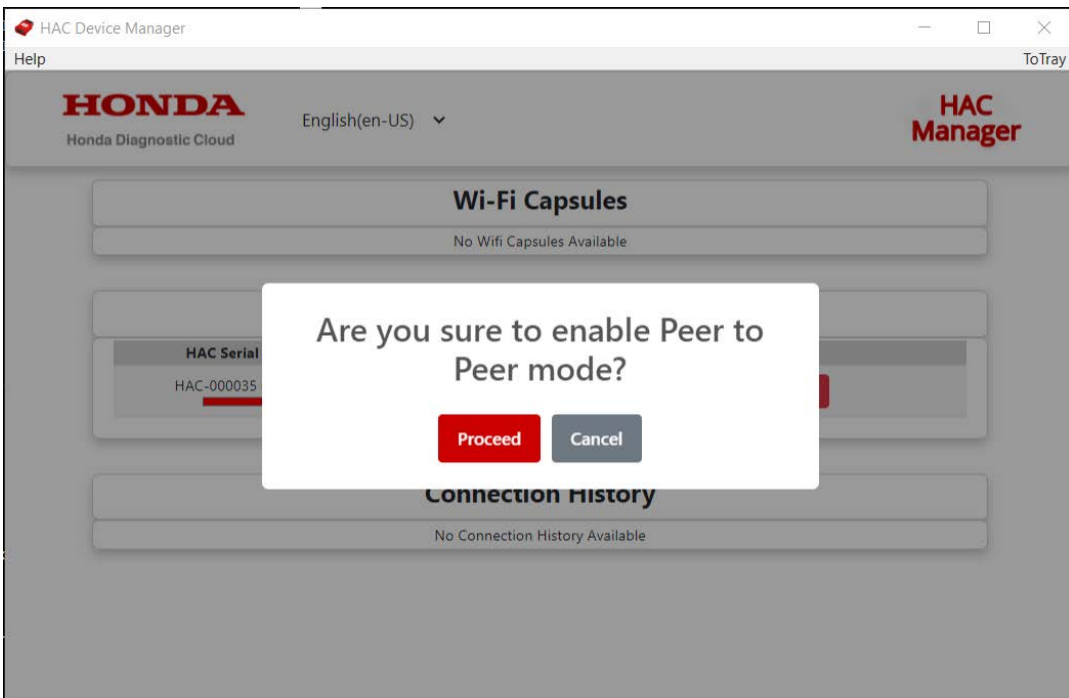 HAC Device Manager
Help
ToTray
HONDA
Honda Diagnostic Cloud
English(en-US)
HAC
Manager
Wi-Fi Capsules
No Wifi Capsules Available
HAC Serial
HAC-000035
Are you sure to enable Peer to
Peer mode?
Proceed
Cancel
Connection History
No Connection History Available